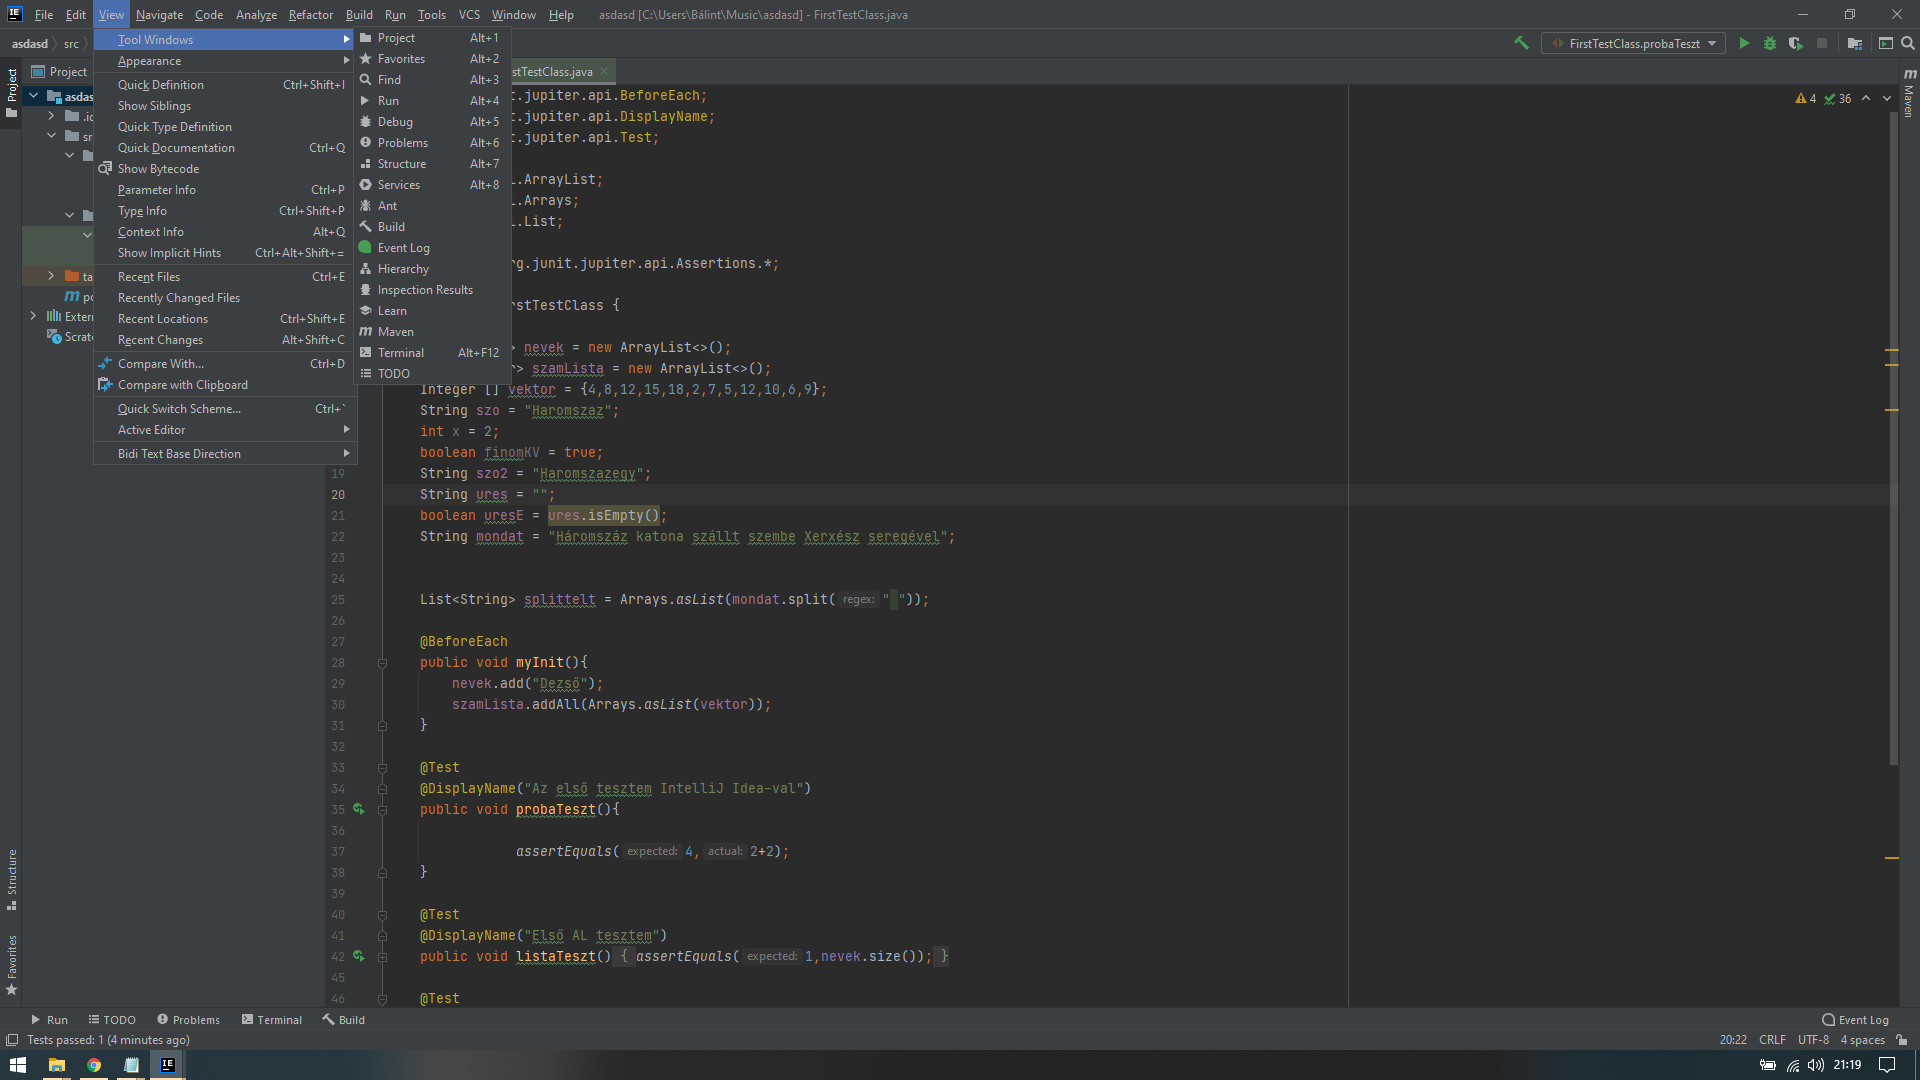 IE File Edit View Navigate Code Analyze Refactor Build Run Tools VCS Window Help asdasd [C:\Users\Bálint\Music\asdasd] - FirstTestClass.java
asdasd src
FirstTestClass.probaTeszt
Project
Project
Structure
Favorites
Maven
asdas
sr
ta
po
Extern
Scratc
Tool Windows
Appearance
Quick Definition Ctrl+Shift+I
Show Siblings
Quick Type Definition
Quick Documentation Ctrl+Q
Show Bytecode
Parameter Info Ctrl+P
Type Info Ctrl+Shift+P
Context Info Alt+Q
Show Implicit Hints Ctrl+Alt+Shift+=
Recent Files Ctrl+E
Recently Changed Files
Recent Locations Ctrl+Shift+E
Recent Changes Alt+Shift+C
Compare With... Ctrl+D
Compare with Clipboard
Quick Switch Scheme... Ctrl+`
Active Editor
Bidi Text Base Direction
Project Alt+1
Favorites Alt+2
Find Alt+3
Run Alt+4
Debug Alt+5
Problems Alt+6
Structure Alt+7
Services Alt+8
Ant
Build
Event Log
Hierarchy
Inspection Results
Learn
Maven
Terminal Alt+F12
TODO
stTestClass.java
4 36
t.jupiter.api.BeforeEach;
t.jupiter.api.DisplayName;
t.jupiter.api.Test;
l.ArrayList;
l.Arrays;
l.List;
rg.junit.jupiter.api.Assertions.*;
rstTestClass {
> nevek = new ArrayList<>();
r> szamLista = new ArrayList<>();
Integer [] vektor = {4,8,12,15,18,2,7,5,12,10,6,9};
String szo = "Haromszaz";
int x = 2;
boolean finomKV = true;
19 String szo2 = "Haromszazegy";
20 String ures = "";
21 boolean uresE = ures.isEmpty();
22 String mondat = "Háromszáz katona szállt szembe Xerxész seregével";
23
24
25 List<String> splittelt = Arrays.asList(mondat.split( regex: " "));
26
27 @BeforeEach
28 public void myInit(){
29 nevek.add("Dezső");
30 szamLista.addAll(Arrays.asList(vektor));
31 }
32
33 @Test
34 @DisplayName("Az első tesztem IntelliJ Idea-val")
35 public void probaTeszt(){
36
37 assertEquals( expected: 4, actual: 2+2);
38 }
39
40 @Test
41 @DisplayName("Első AL tesztem")
42 public void listaTeszt() { assertEquals( expected: 1,nevek.size()); }
45
46 @Test
Run TODO Problems Terminal Build Event Log
Tests passed: 1 (4 minutes ago) 20:22 CRLF UTF-8 4 spaces
IE 21:19